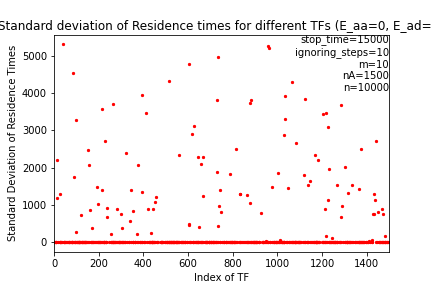 Standard deviation of Residence times for different TFs (E_aa=0, E_ad=
stop_time=15000
ignoring_steps=10
m=10
nA=1500
n=10000
Standard Deviation of Residence Times
5000
4000
3000
2000
1000
0
0 200 400 600 800 1000 1200 1400
Index of TF